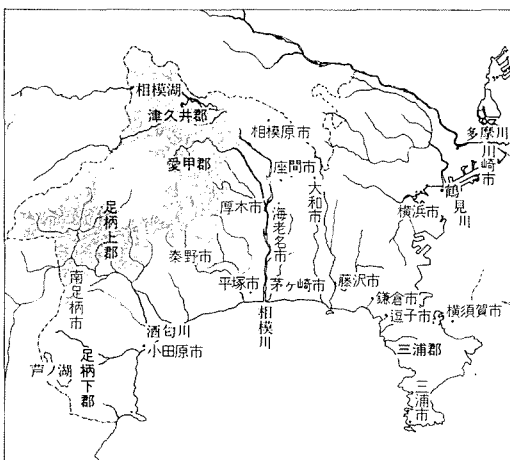 相模湖
津久井郡
相模原市
多摩川
川崎市
愛甲郡
座間市
鶴見川
大和市
足柄上郡
厚木市
海老名市
横浜市
秦野市
南足柄市
平塚市
茅ヶ崎市
藤沢市
鎌倉市
横須賀市
逗子市
酒匂川
相模川
小田原市
三浦郡
芦ノ湖
足柄下郡
三浦市